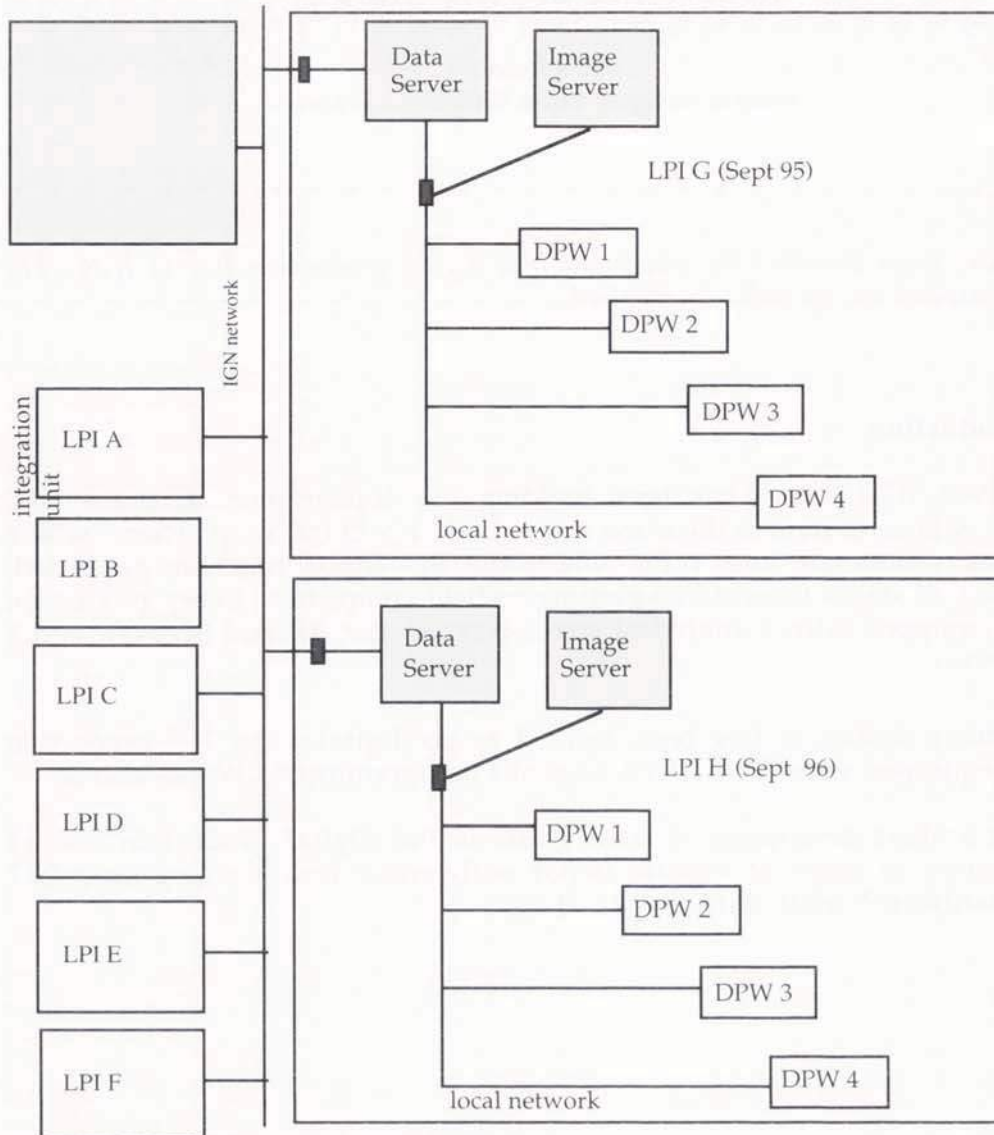 Data
Server
Image
Server
LPI G (Sept 95)
DPW 1
DPW 2
DPW 3
DPW 4
local network
IGN network
integration
unit
LPI A
LPI B
LPI C
LPI D
LPI E
LPI F
Data
Server
Image
Server
LPI H (Sept 96)
DPW 1
DPW 2
DPW 3
DPW 4
local network